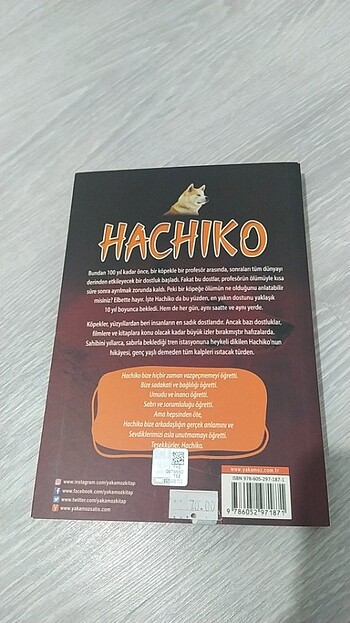 HACHIKO
Bundan 100 yıl kadar önce, bir köpekle bir profesör arasında, sonraları tüm dünyayı
derinden etkileyecek bir dostluk başladı. Fakat bu dostlar, profesörün ölümüyle kısa
süre sonra ayrılmak zorunda kaldı. Peki bir köpeğe ölümün ne olduğunu anlatabilir
misiniz? Elbette hayır. İşte Hachiko da bu yüzden, en yakın dostunu yaklaşık
10 yıl boyunca bekledi. Hem de her gün, aynı saatte ve aynı yerde.
Köpekler, yüzyıllardan beri insanların en sadık dostlarıdır. Ancak bazı dostluklar,
filmlere ve kitaplara konu olacak kadar büyük izler bırakmıştır hafızalarda.
Sahibini yıllarca, sabırla beklediği tren istasyonuna heykeli dikilen Hachiko'nun
hikâyesi, genç yaşlı demeden tüm kalpleri ısıtacak türden.
Hachiko bize hiçbir zaman vazgeçmemeyi öğretti.
Bize sadakati ve bağlılığı öğretti.
Umudu ve inancı öğretti.
Sabrı ve sorumluluğu öğretti.
Ama hepsinden öte,
Hachiko bize arkadaşlığın gerçek anlamını ve
Sevdiklerimizi asla unutmamayı öğretti.
Teşekkürler, Hachiko.
www.instagram.com/yakamozkitap
www.facebook.com/yakamozkitap
www.twitter.com/yakamozkitap
www.yakamozsatis.com
www.yakamoz.com.tr
ISBN 978-605-297-187-1
9 786052 971871